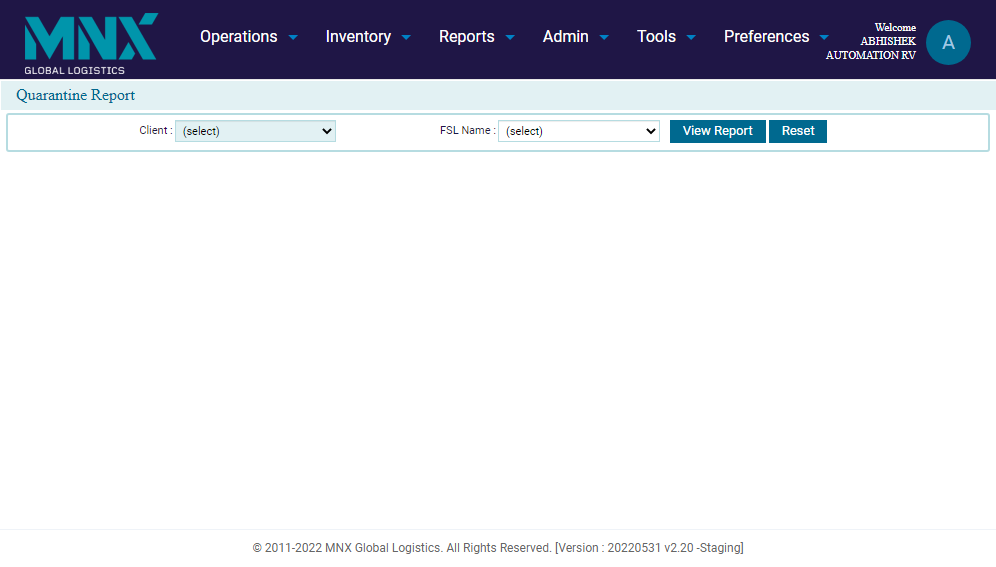 MNX
GLOBAL LOGISTICS
Operations Inventory Reports Admin Tools Preferences
Welcome
ABHISHEK
AUTOMATION RV
A
Quarantine Report
Client : (select) FSL Name : (select) View Report Reset
© 2011-2022 MNX Global Logistics. All Rights Reserved. [Version : 20220531 v2.20 -Staging]